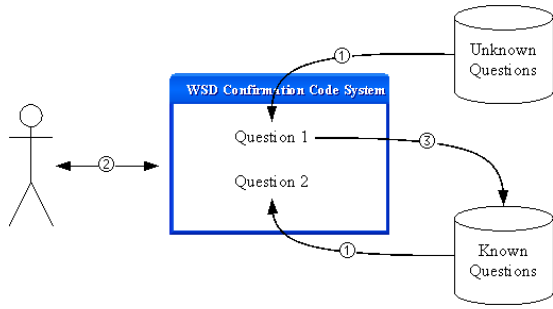 Unknown
Questions
1
WSD Confirmation Code System
Question 1
3
2
Question 2
1
Known
Questions